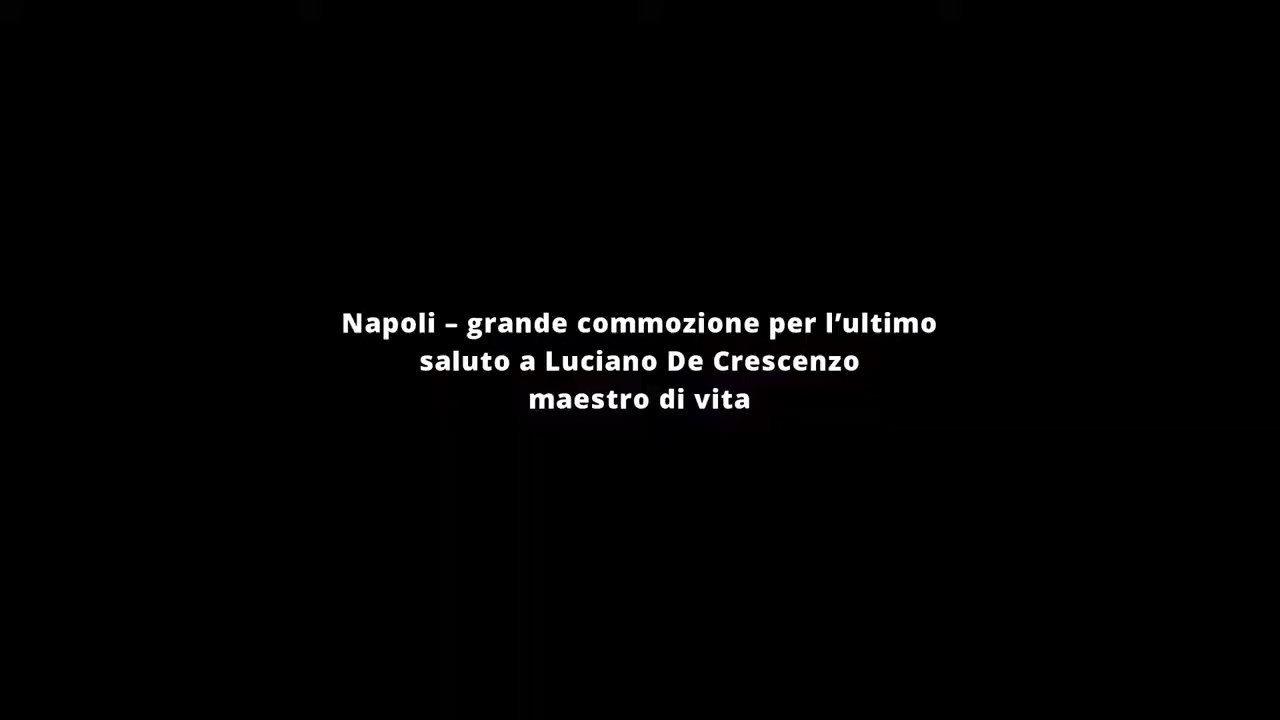 Napoli – grande commozione per l’ultimo
saluto a Luciano De Crescenzo
maestro di vita